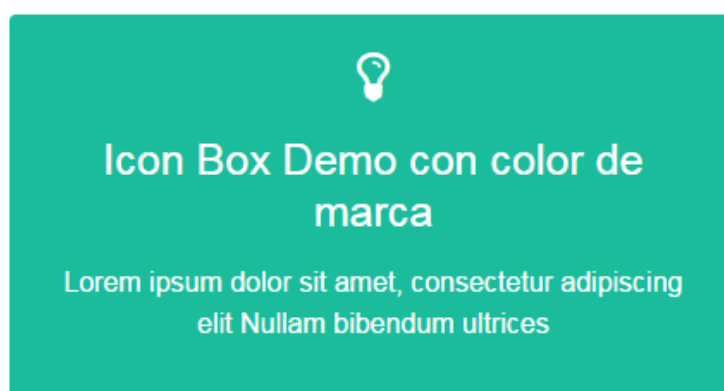 Icon Box Demo con color de
marca
Lorem ipsum dolor sit amet, consectetur adipiscing
elit Nullam bibendum ultrices